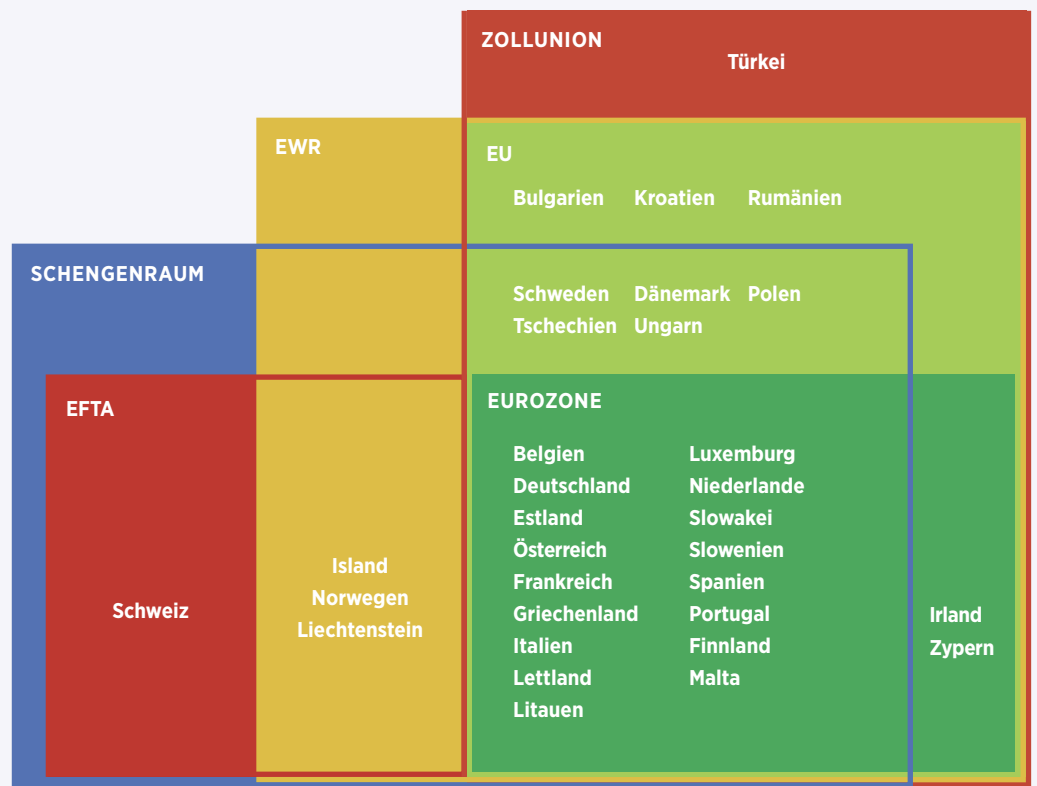 ZOLLUNION
Türkei
EWR
EU
Bulgarien Kroatien Rumänien
SCHENGENRAUM
Schweden Dänemark Polen
Tschechien Ungarn
EFTA
EUROZONE
Belgien Luxemburg
Deutschland Niederlande
Estland Slowakei
Österreich Slowenien
Frankreich Spanien
Griechenland Portugal
Italien Finnland
Lettland Malta
Litauen
Island
Norwegen
Liechtenstein
Schweiz
Irland
Zypern